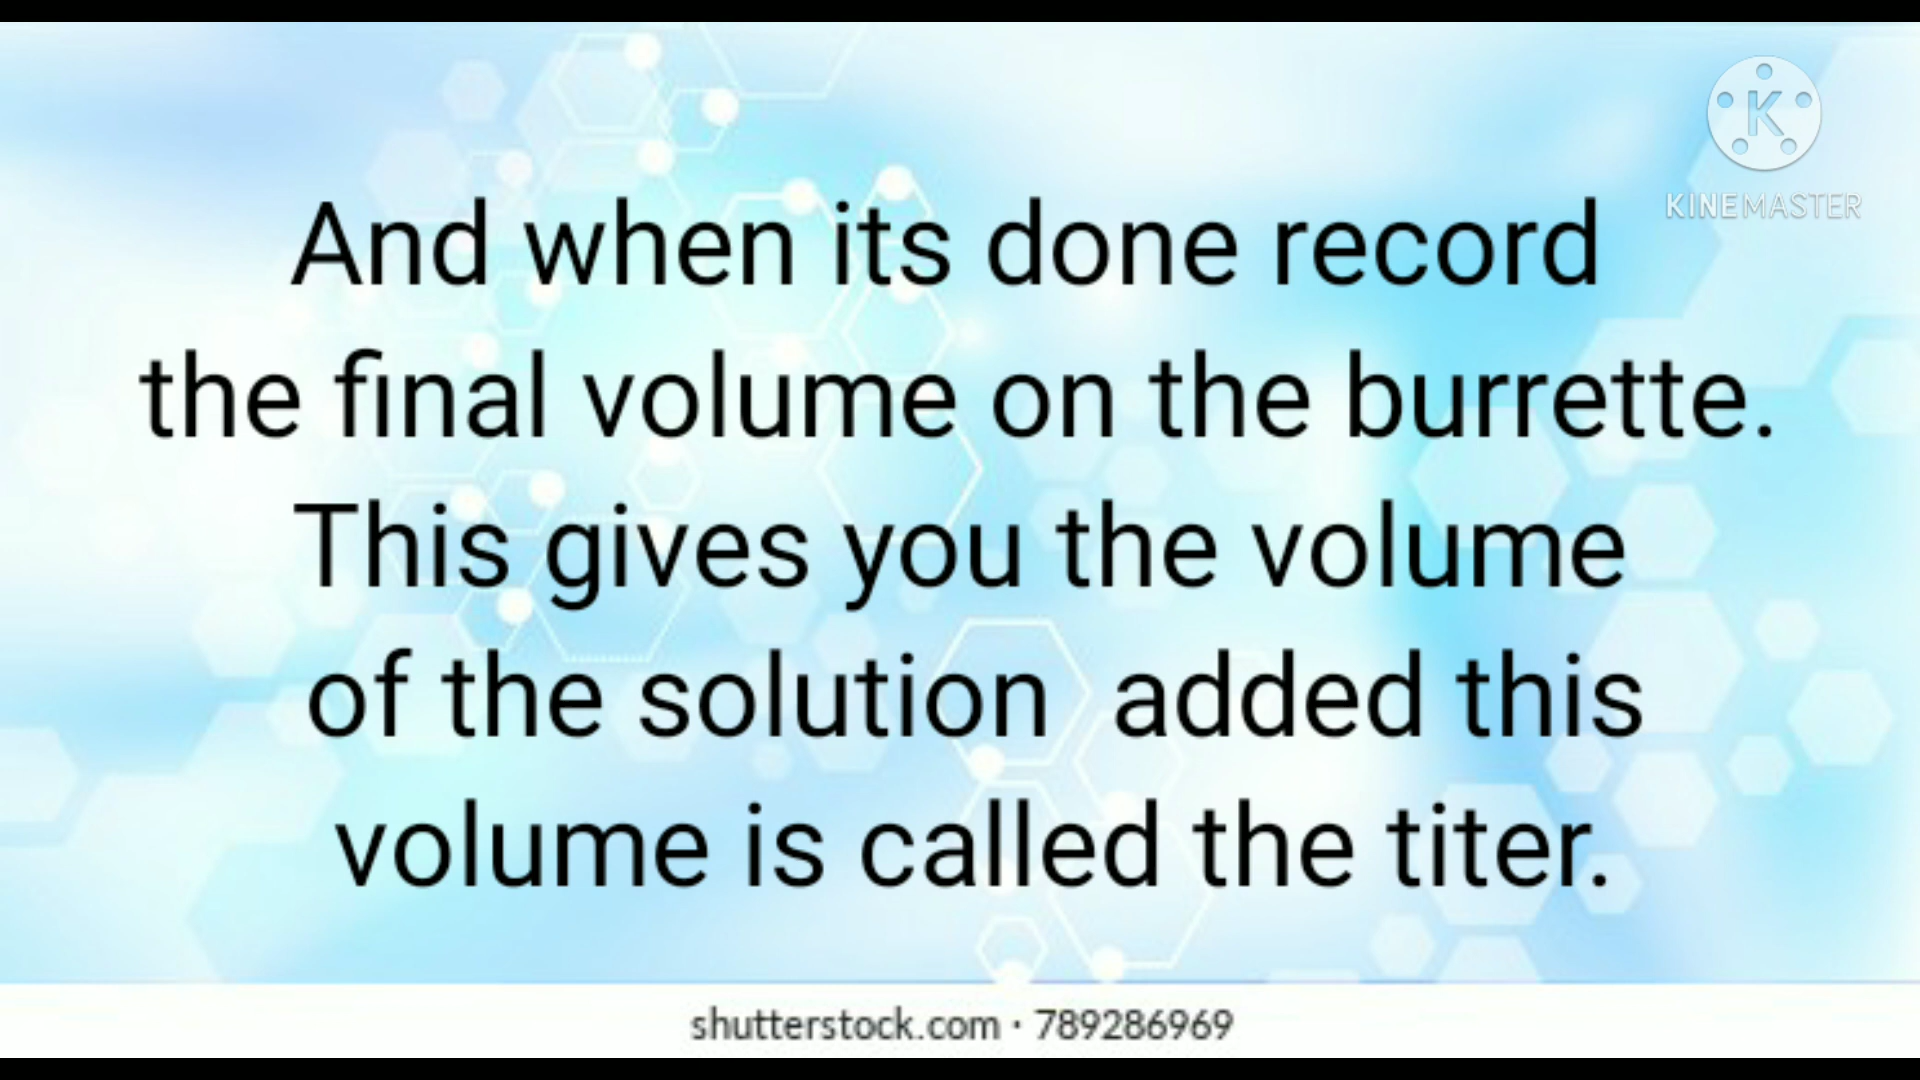 K
KINEMASTER
And when its done record
the final volume on the burrette.
This gives you the volume
of the solution  added this
volume is called the titer.
shutterstock.com · 789286969